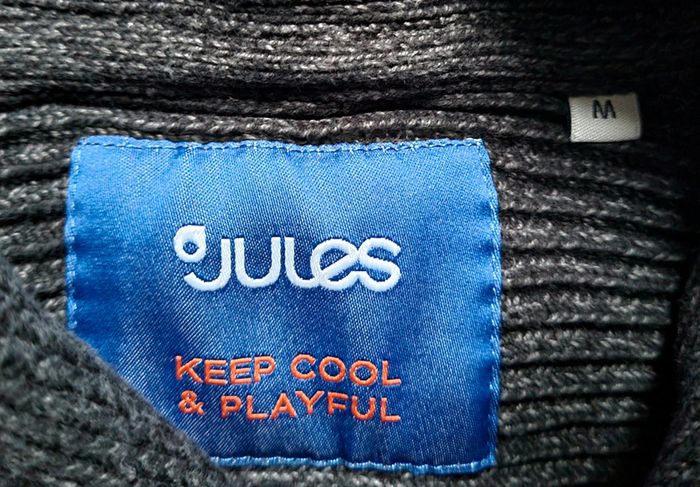 M
JULES
KEEP COOL
& PLAYFUL